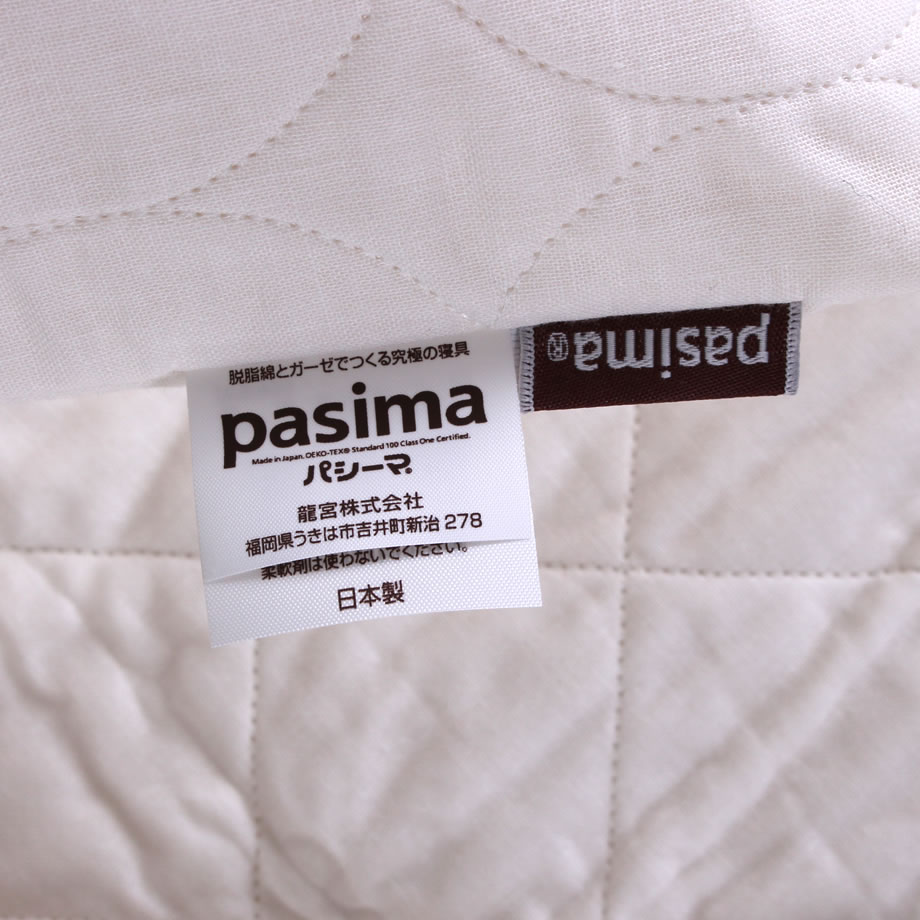 脱脂綿とガーゼでつくる究極の寝具
pasima
Made in Japan. OEKO-TEX® Standard 100 Class One Certified.
パシーマ®
龍宮株式会社
福岡県うきは市吉井町新治 278
柔軟剤は使わないでください。
日本製
pasima®